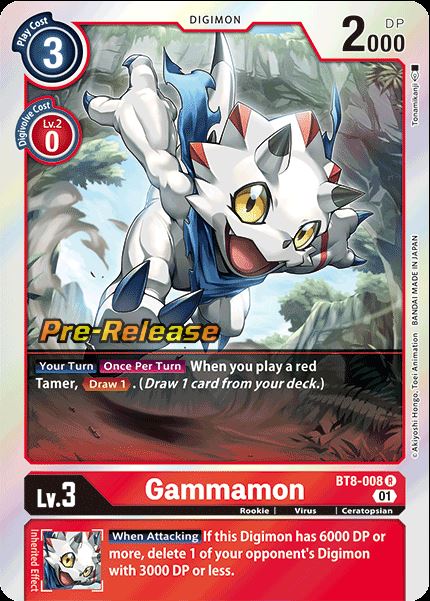 Play Cost
3
DIGIMON
DP
2000
Digivolve Cost
Lv.2
0
Tomamikanji
©Akiyoshi Hongo, Toei Animation BANDAI MADE IN JAPAN
Pre-Release
Your Turn Once Per Turn When you play a red
Tamer, Draw 1 . (Draw 1 card from your deck.)
BT8-008 R
Lv.3 Gammamon 01
Rookie | Virus | Ceratopsian
Inherited Effect
When Attacking If this Digimon has 6000 DP or
more, delete 1 of your opponent's Digimon
with 3000 DP or less.